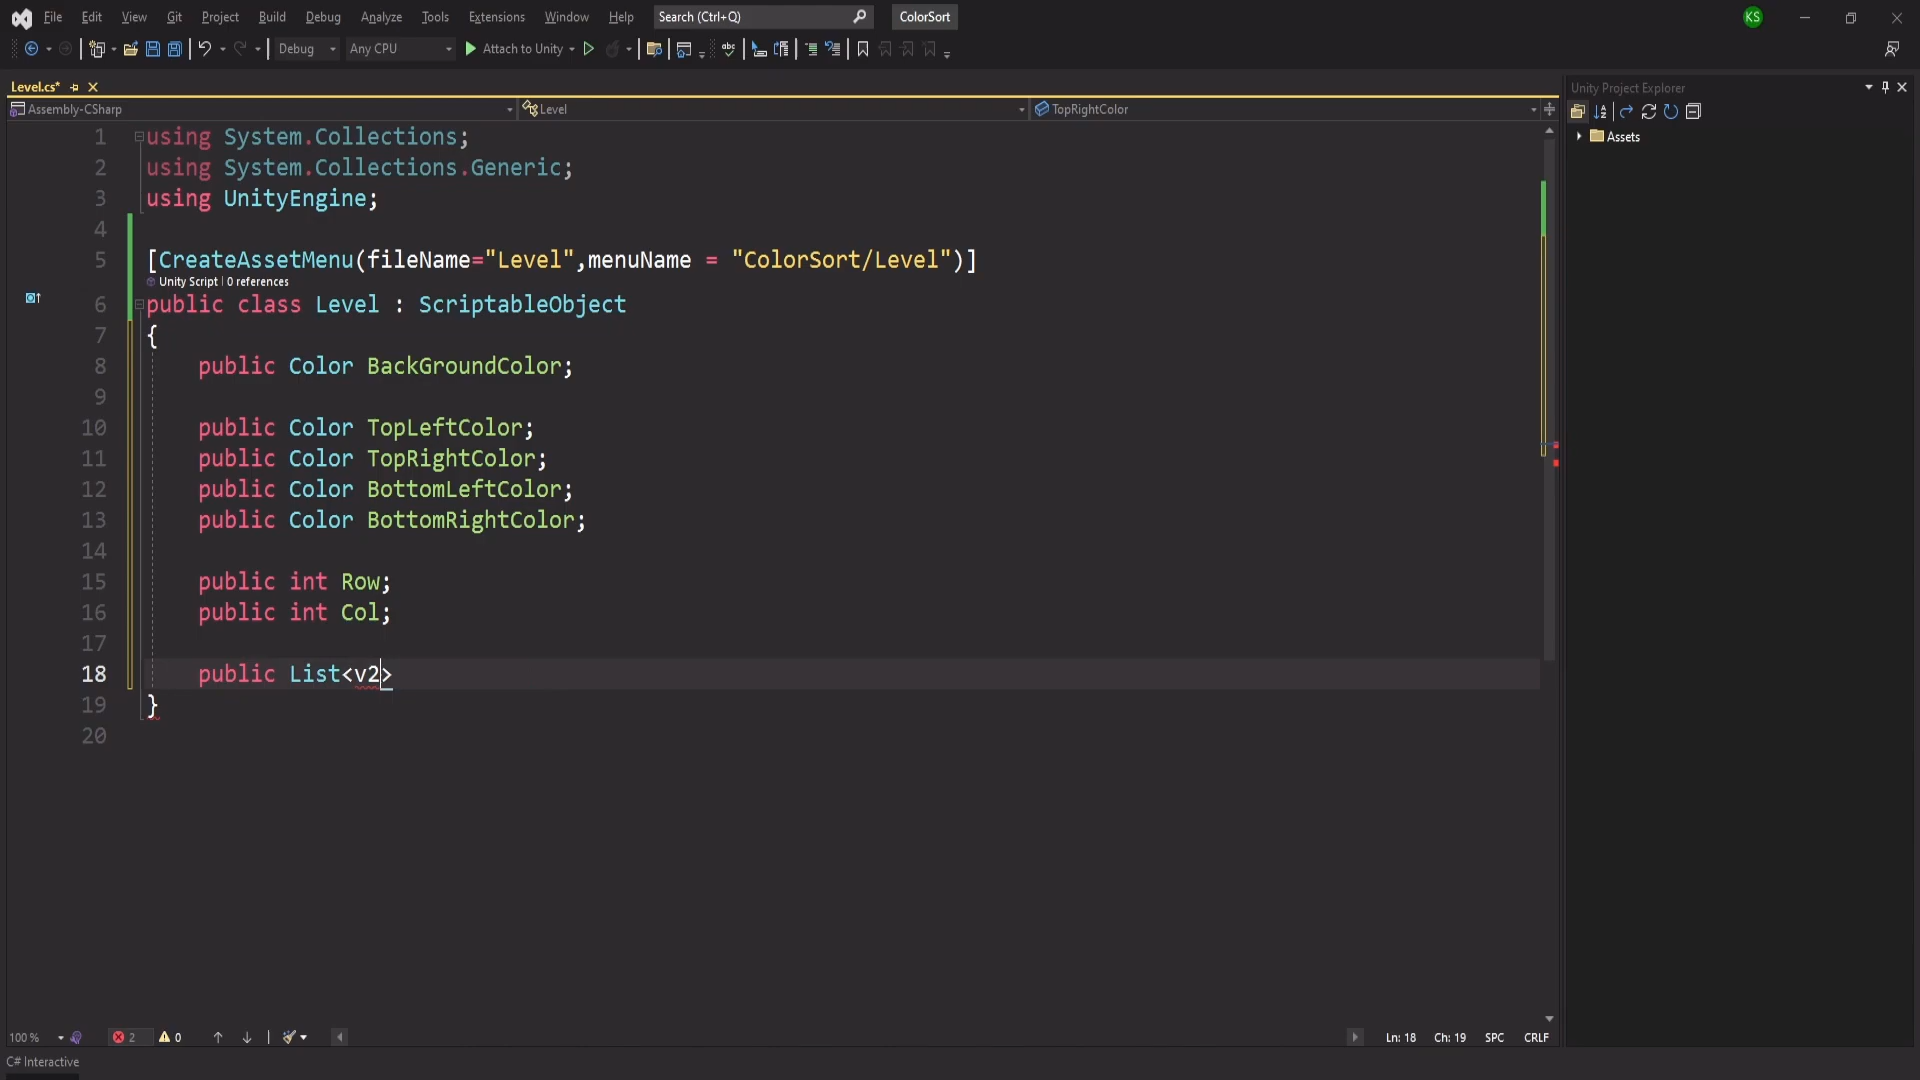 File Edit View Git Project Build Debug Analyze Tools Extensions Window Help Search (Ctrl+Q) ColorSort KS
Debug Any CPU Attach to Unity
Level.cs*
Assembly-CSharp Level TopRightColor
1 using System.Collections;
2 using System.Collections.Generic;
3 using UnityEngine;
4
5 [CreateAssetMenu(fileName="Level",menuName = "ColorSort/Level")]
Unity Script | 0 references
6 public class Level : ScriptableObject
7 {
8 public Color BackGroundColor;
9
10 public Color TopLeftColor;
11 public Color TopRightColor;
12 public Color BottomLeftColor;
13 public Color BottomRightColor;
14
15 public int Row;
16 public int Col;
17
18 public List<v2>
19 }
20
Unity Project Explorer
Assets
100 % 2 0 Ln: 18 Ch: 19 SPC CRLF
C# Interactive